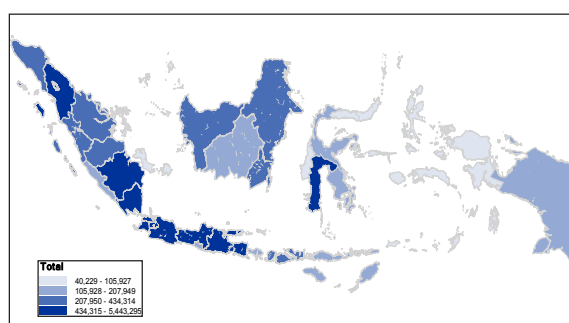 Total
40,229 - 105,927
105,928 - 207,949
207,950 - 434,314
434,315 - 5,443,295